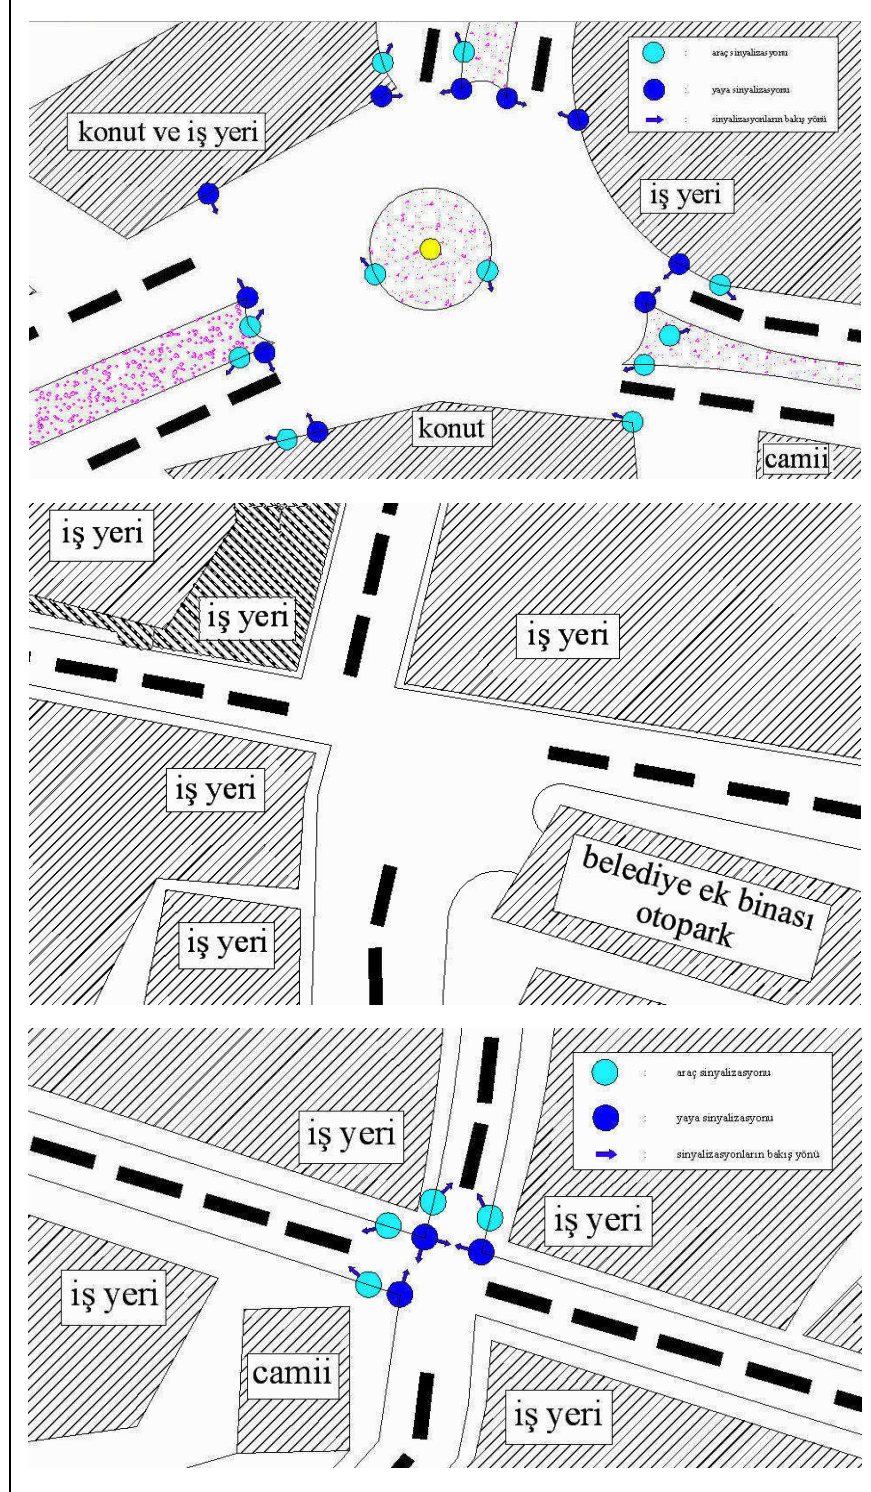 : araç sinyalizasyonu
: yaya sinyalizasyonu
: sinyalizasyonların bakış yönü
konut ve iş yeri
iş yeri
konut
camii
iş yeri
iş yeri
iş yeri
iş yeri
belediye ek binası
otopark
iş yeri
: araç sinyalizasyonu
: yaya sinyalizasyonu
: sinyalizasyonların bakış yönü
iş yeri
iş yeri
iş yeri
camii
iş yeri